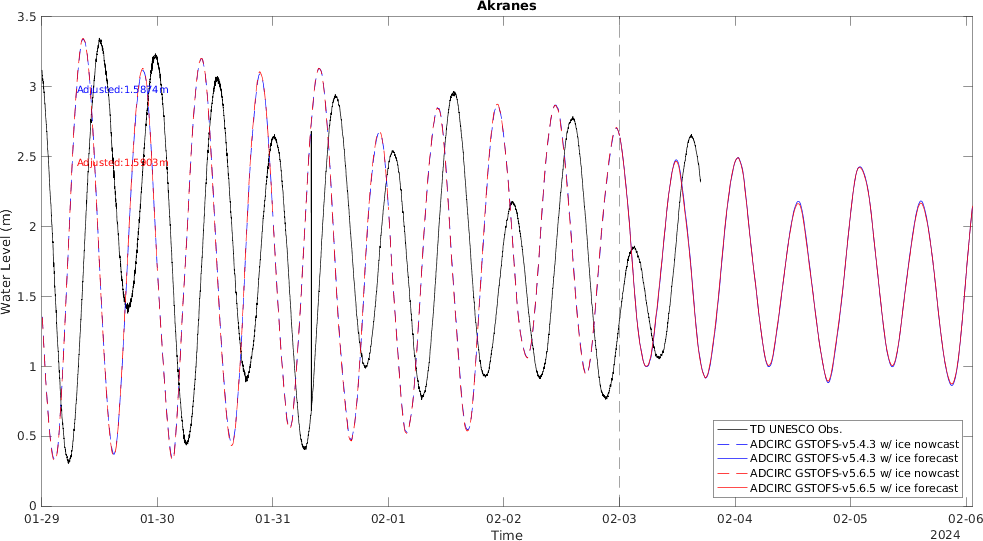 Akranes
3.5
3
2.5
2
1.5
1
0.5
0
Water Level (m)
Adjusted:1.5874m
Adjusted:1.5903m
TD UNESCO Obs.
ADCIRC GSTOFS-v5.4.3 w/ ice nowcast
ADCIRC GSTOFS-v5.4.3 w/ ice forecast
ADCIRC GSTOFS-v5.6.5 w/ ice nowcast
ADCIRC GSTOFS-v5.6.5 w/ ice forecast
01-29 01-30 01-31 02-01 02-02 02-03 02-04 02-05 02-06
Time
2024